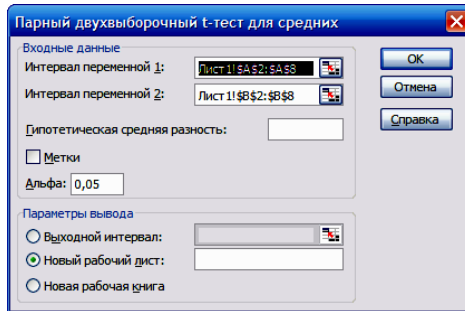 Парный двухвыборочный t-тест для средних
Входные данные
Интервал переменной 1: Лист1!$A$2:$A$8
Интервал переменной 2: Лист1!$B$2:$B$8
Гипотетическая средняя разность:
Метки
Альфа: 0,05
Параметры вывода
Выходной интервал:
Новый рабочий лист:
Новая рабочая книга
ОК
Отмена
Справка